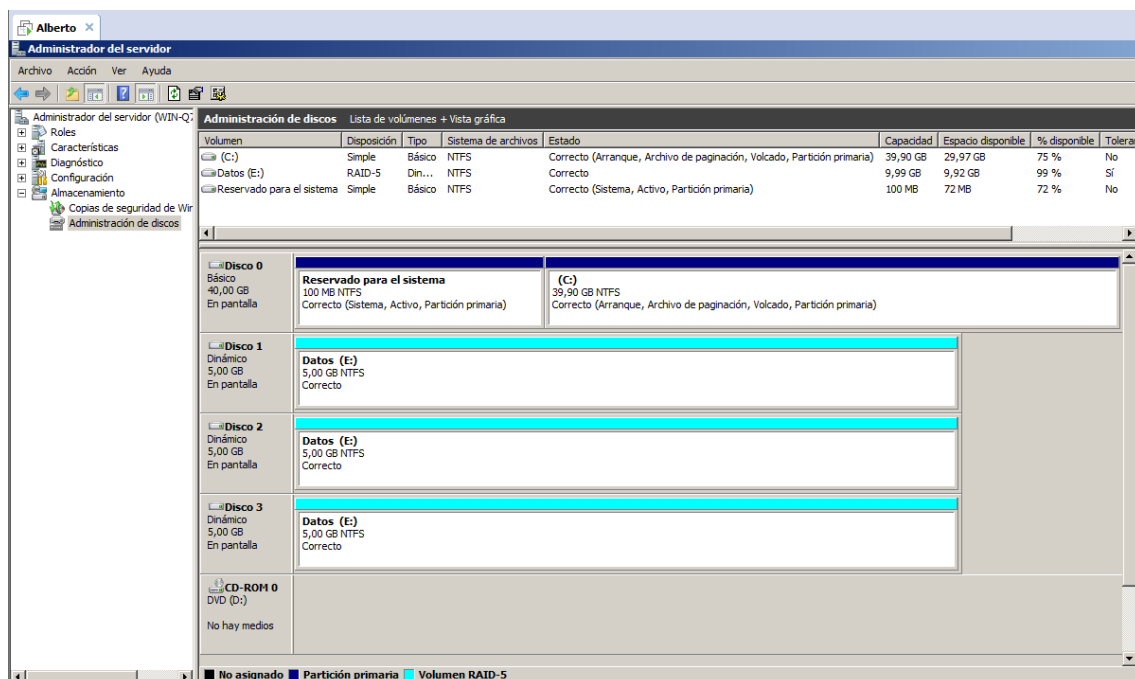 Alberto
Administrador del servidor
Archivo Acción Ver Ayuda
Administrador del servidor (WIN-Q7
Roles
Características
Diagnóstico
Configuración
Almacenamiento
Copias de seguridad de Wir
Administración de discos
Administración de discos Lista de volúmenes + Vista gráfica
Volumen Disposición Tipo Sistema de archivos Estado Capacidad Espacio disponible % disponible Tolerar
(C:) Simple Básico NTFS Correcto (Arranque, Archivo de paginación, Volcado, Partición primaria) 39,90 GB 29,97 GB 75 % No
Datos (E:) RAID-5 Din... NTFS Correcto 9,99 GB 9,92 GB 99 % Sí
Reservado para el sistema Simple Básico NTFS Correcto (Sistema, Activo, Partición primaria) 100 MB 72 MB 72 % No
Disco 0
Básico
40,00 GB
En pantalla
Reservado para el sistema
100 MB NTFS
Correcto (Sistema, Activo, Partición primaria)
(C:)
39,90 GB NTFS
Correcto (Arranque, Archivo de paginación, Volcado, Partición primaria)
Disco 1
Dinámico
5,00 GB
En pantalla
Datos (E:)
5,00 GB NTFS
Correcto
Disco 2
Dinámico
5,00 GB
En pantalla
Datos (E:)
5,00 GB NTFS
Correcto
Disco 3
Dinámico
5,00 GB
En pantalla
Datos (E:)
5,00 GB NTFS
Correcto
CD-ROM 0
DVD (D:)
No hay medios
No asignado Partición primaria Volumen RAID-5